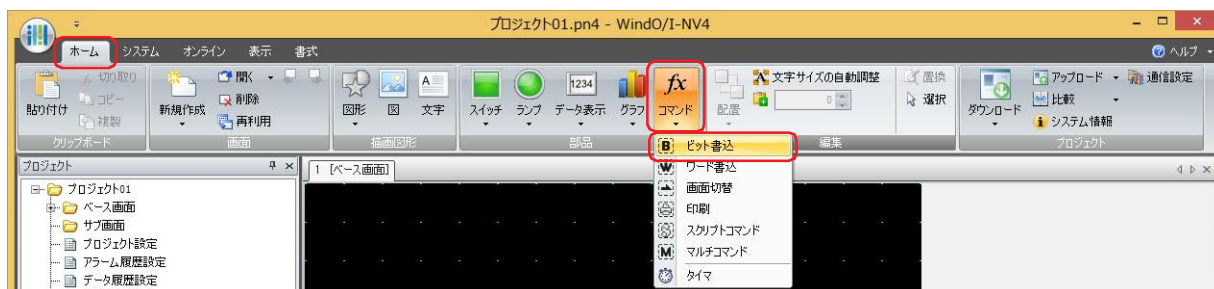 プロジェクト01.pn4 - WindO/I-NV4
ホーム システム オンライン 表示 書式 ヘルプ
貼り付け 切り取り コピー 複製
新規作成 開く 削除 再利用
図形 図 文字
スイッチ ランプ 1234 データ表示 グラフ fx コマンド
配置 文字サイズの自動調整 0 置換 選択
ダウンロード アップロード 比較 システム情報 通信設定
クリップボード 画面 描画図形 部品 編集 プロジェクト
B ビット書込
W ワード書込
画面切替
印刷
S スクリプトコマンド
M マルチコマンド
タイマ
プロジェクト
1 [ベース画面]
プロジェクト01
ベース画面
サブ画面
プロジェクト設定
アラーム履歴設定
データ履歴設定